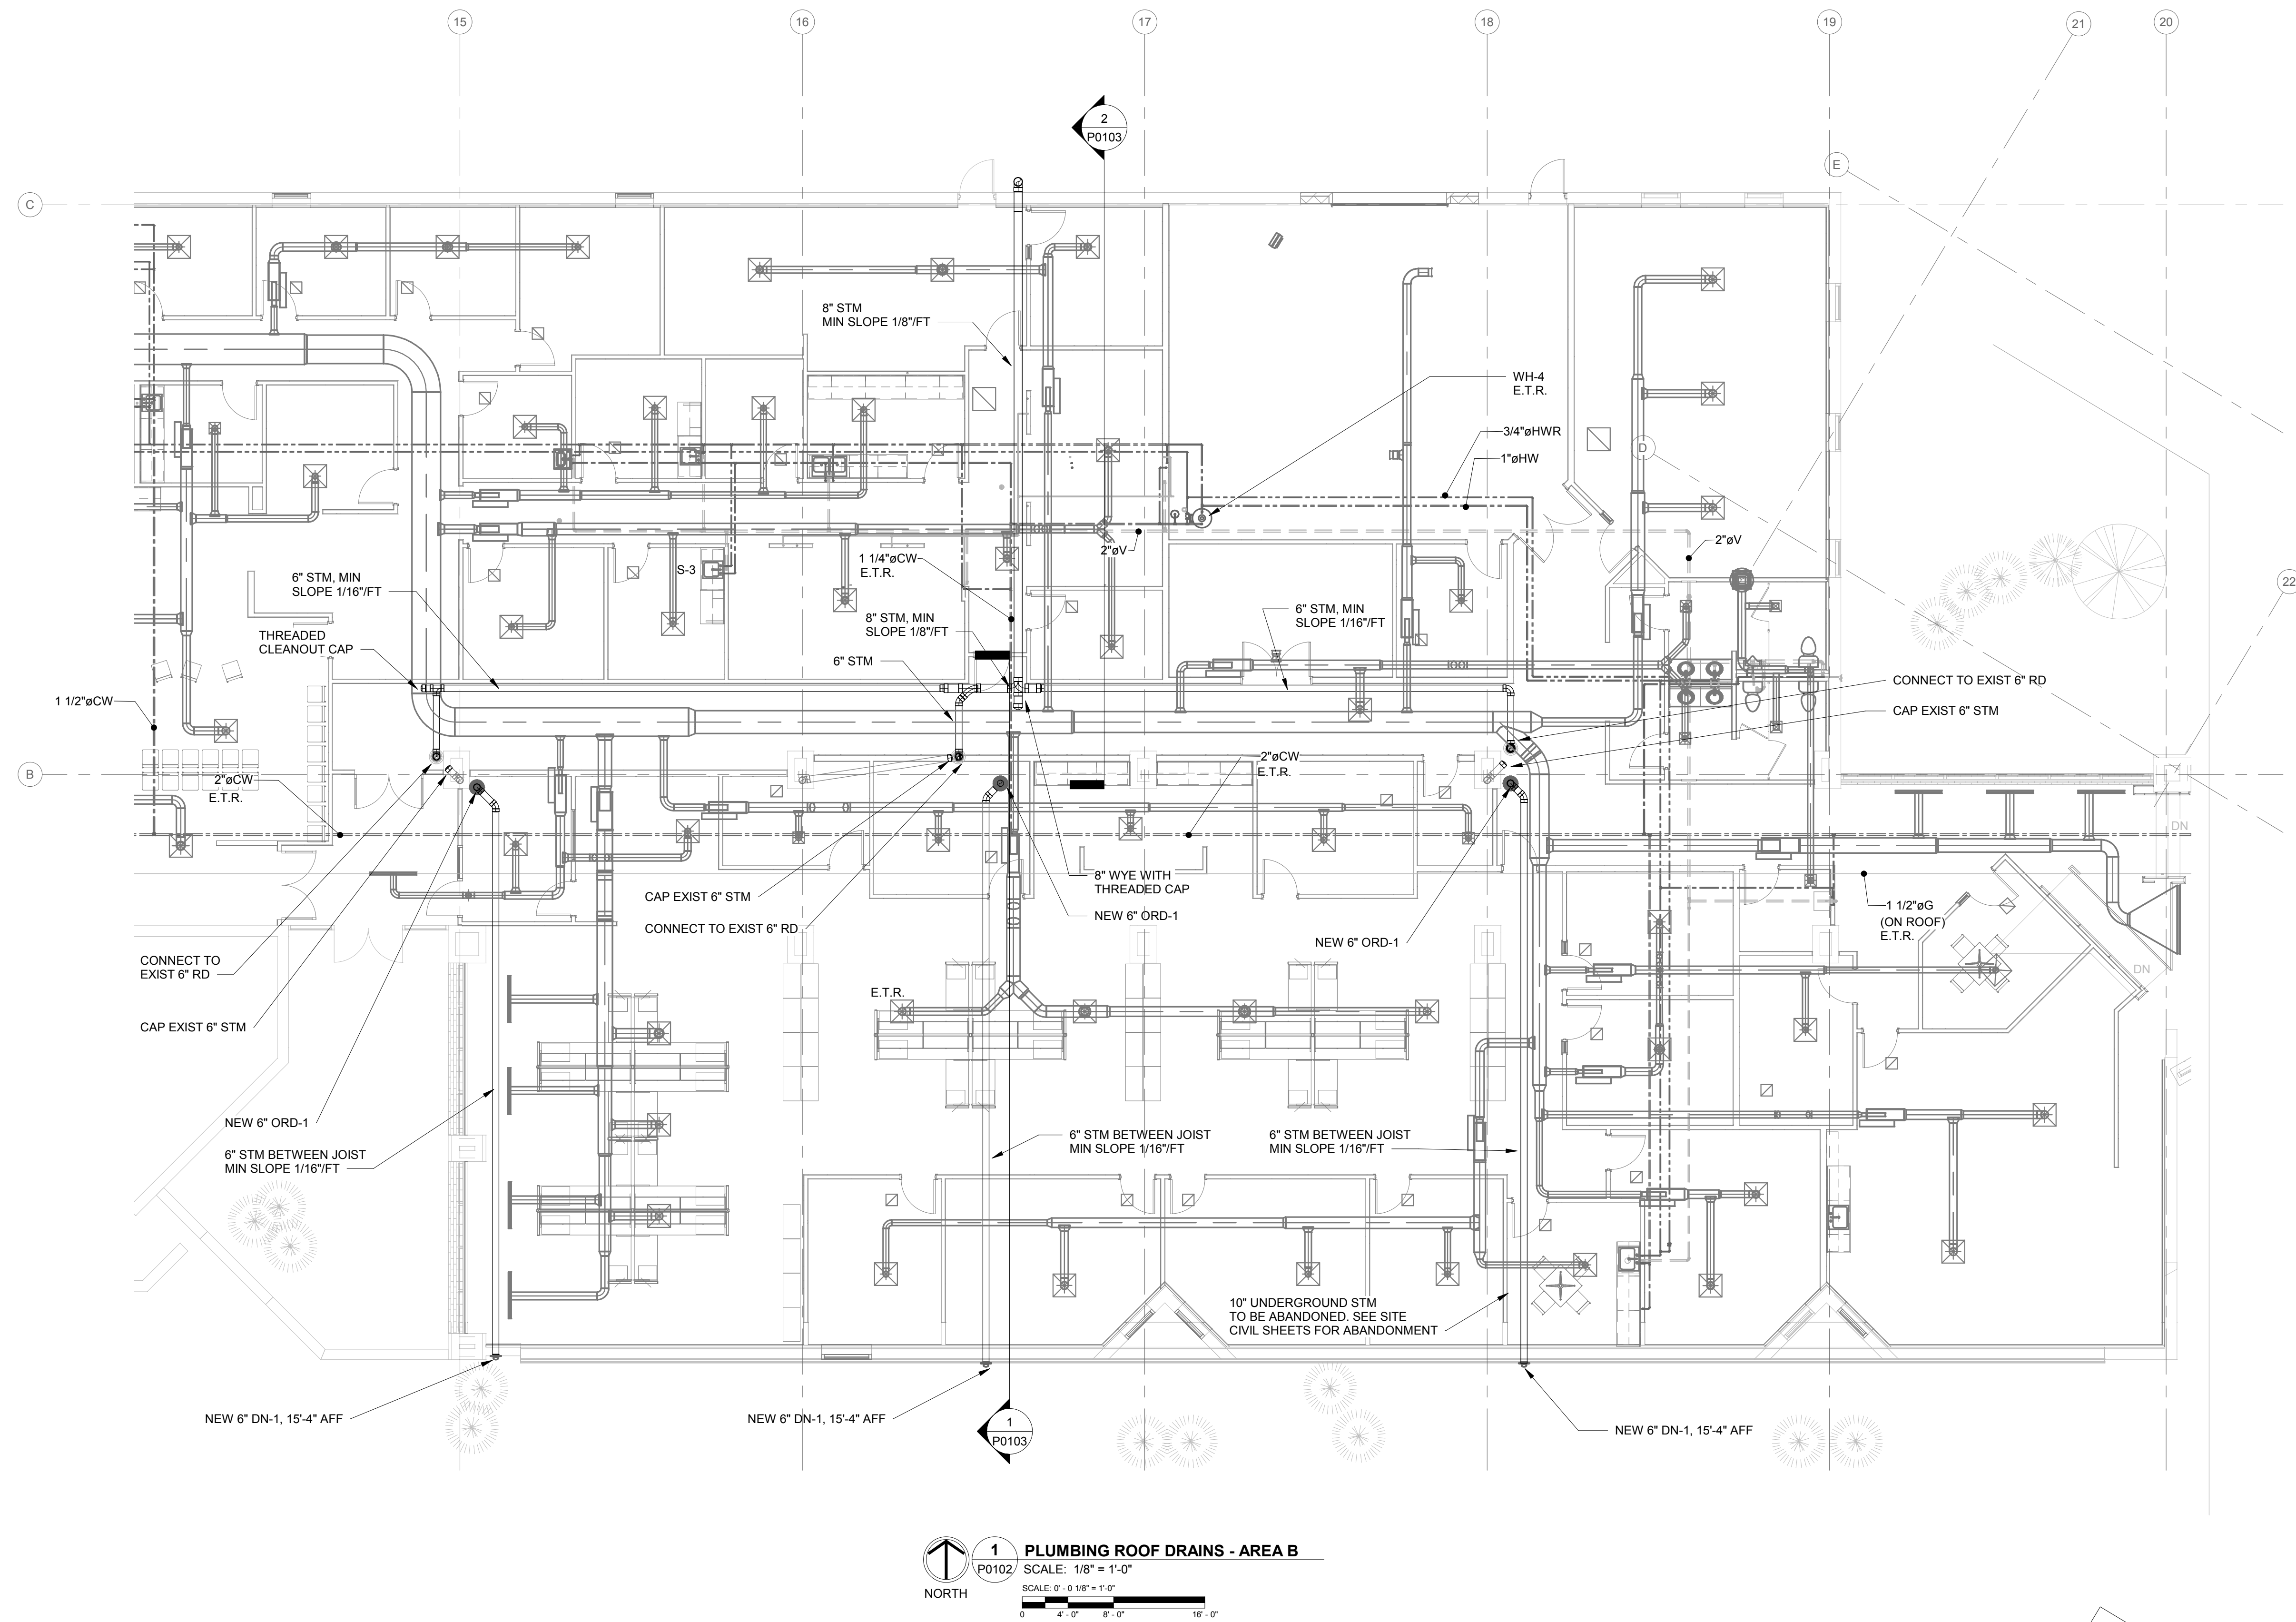 15
16
17
18
19
21
20
2
P0103
E
C
8" STM
MIN SLOPE 1/8"/FT
WH-4
E.T.R.
3/4"øHWR
1"øHW
D
2"øV
2"øV
1 1/4"øCW
E.T.R.
S-3
6" STM, MIN
SLOPE 1/16"/FT
22
8" STM, MIN
SLOPE 1/8"/FT
6" STM, MIN
SLOPE 1/16"/FT
THREADED
CLEANOUT CAP
6" STM
CONNECT TO EXIST 6" RD
1 1/2"øCW
CAP EXIST 6" STM
B
2"øCW
E.T.R.
2"øCW
E.T.R.
DN
8" WYE WITH
THREADED CAP
CAP EXIST 6" STM
NEW 6" ORD-1
CONNECT TO EXIST 6" RD
NEW 6" ORD-1
1 1/2"øG
(ON ROOF)
E.T.R.
CONNECT TO
EXIST 6" RD
DN
E.T.R.
CAP EXIST 6" STM
NEW 6" ORD-1
6" STM BETWEEN JOIST
MIN SLOPE 1/16"/FT
6" STM BETWEEN JOIST
MIN SLOPE 1/16"/FT
6" STM BETWEEN JOIST
MIN SLOPE 1/16"/FT
10" UNDERGROUND STM
TO BE ABANDONED. SEE SITE
CIVIL SHEETS FOR ABANDONMENT
NEW 6" DN-1, 15'-4" AFF
NEW 6" DN-1, 15'-4" AFF
1
P0103
NEW 6" DN-1, 15'-4" AFF
NORTH
1
P0102
PLUMBING ROOF DRAINS - AREA B
SCALE: 1/8" = 1'-0"
SCALE: 0' - 0 1/8" = 1'-0"
0 4' - 0" 8' - 0" 16' - 0"